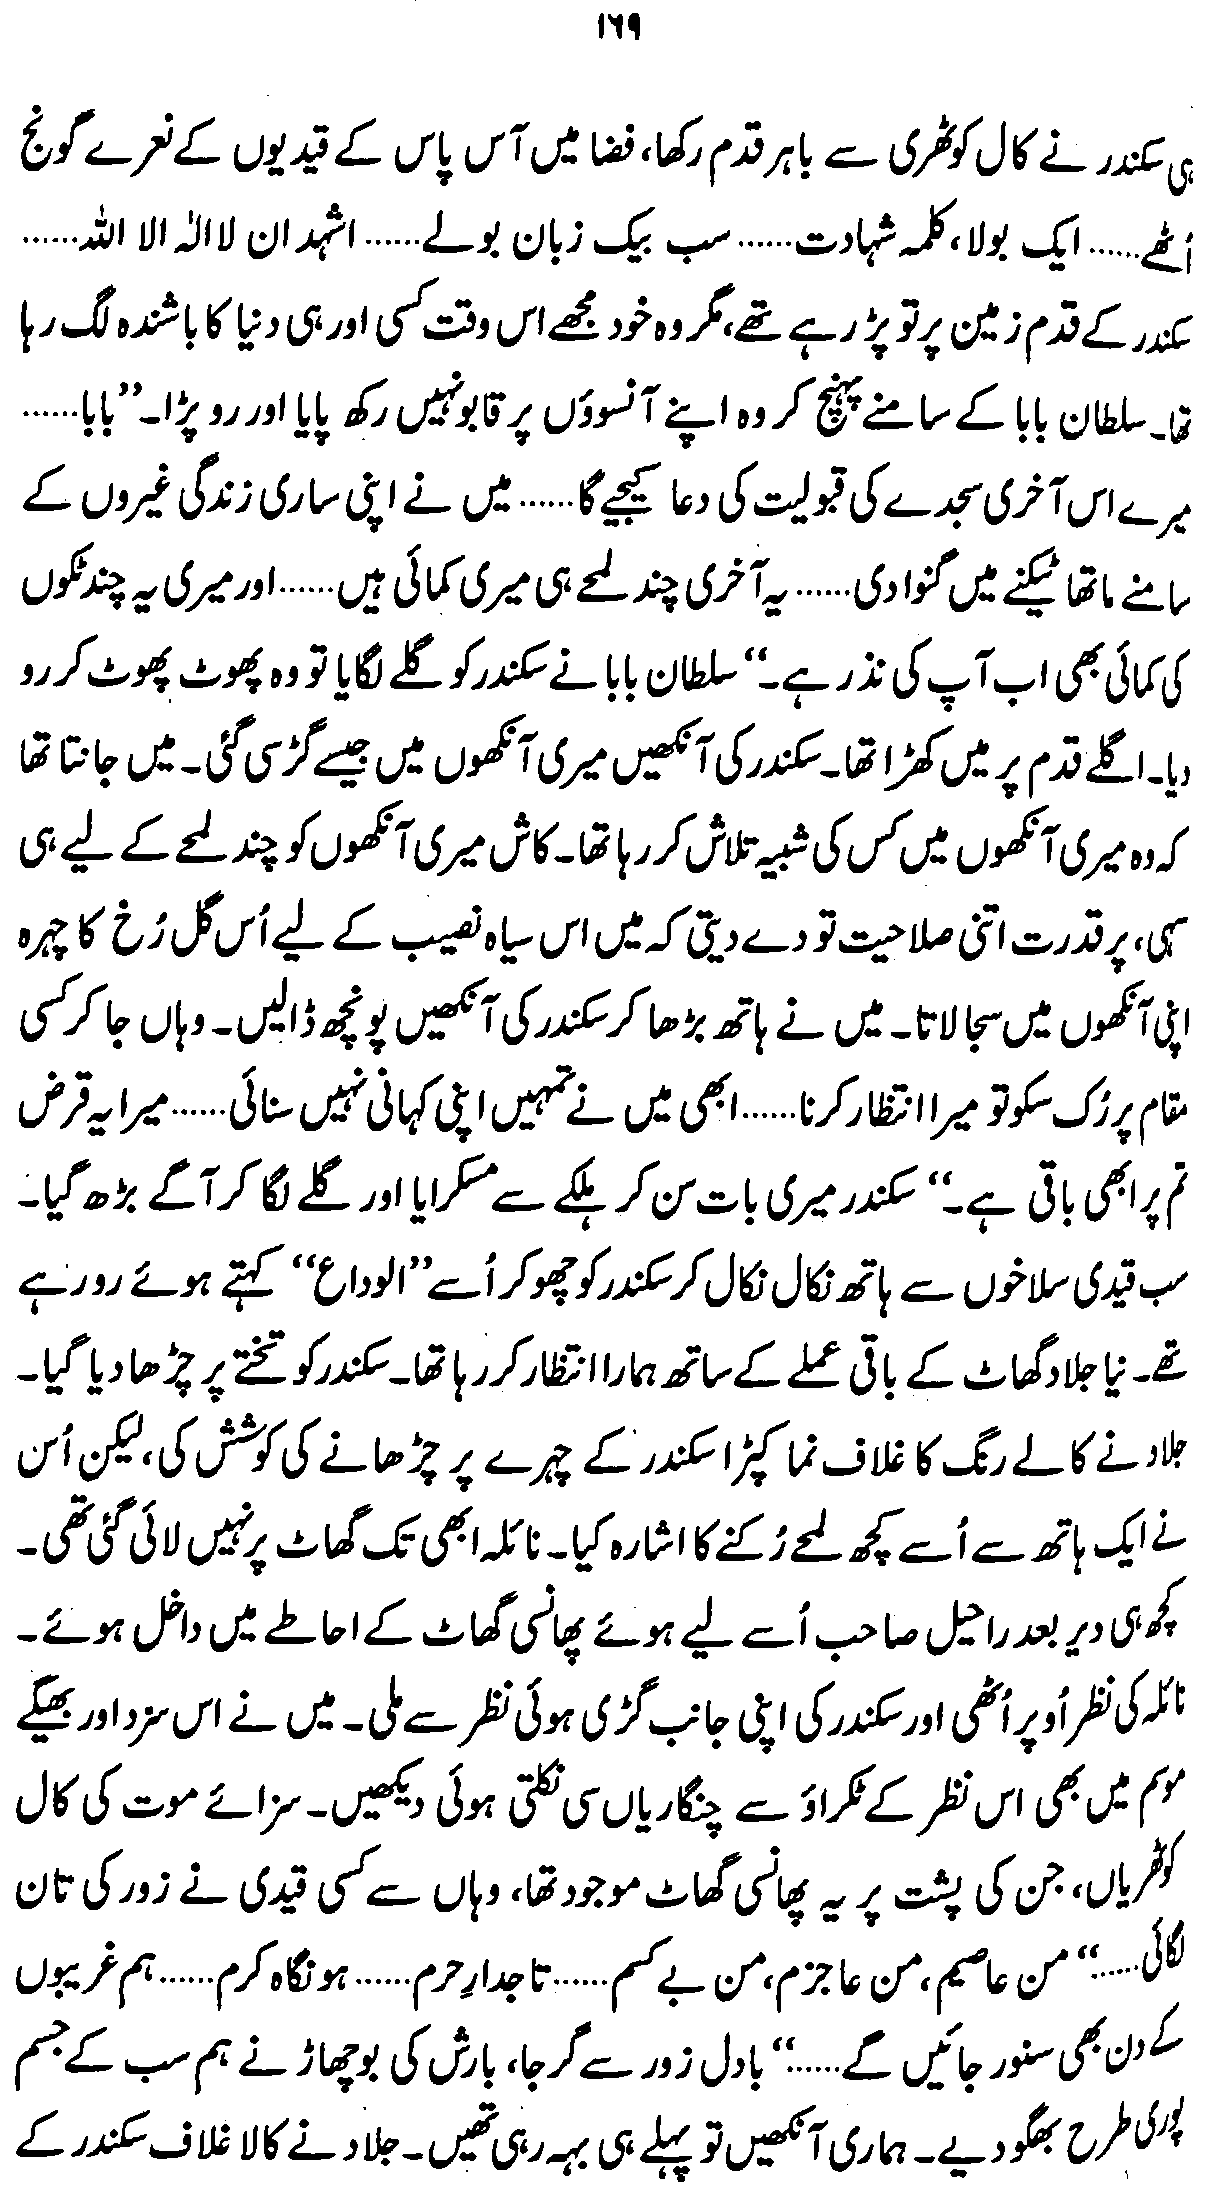 ۱۶۹
ہی سکندر نے کال کوٹھری سے باہر قدم رکھا، فضا میں آس پاس کے قیدیوں کے نعرے گونج
اُٹھے...... ایک بولا، کلمہ شہادت...... سب بیک زبان بولے...... اشہد ان لا الٰہ الا اللہ......
سکندر کے قدم زمین پر تو پڑ رہے تھے، مگر وہ خود مجھے اس وقت کسی اور ہی دنیا کا باشندہ لگ رہا
تھا۔ سلطان بابا کے سامنے پہنچ کر وہ اپنے آنسوؤں پر قابو نہیں رکھ پایا اور رو پڑا۔ ”بابا......
میرے اس آخری سجدے کی قبولیت کی دعا کیجیے گا...... میں نے اپنی ساری زندگی غیروں کے
سامنے ماتھا ٹیکنے میں گنوا دی...... یہ آخری چند لمحے ہی میری کمائی ہیں...... اور میری یہ چند ٹکوں
کی کمائی بھی اب آپ کی نذر ہے۔“ سلطان بابا نے سکندر کو گلے لگایا تو وہ پھوٹ پھوٹ کر رو
دیا۔ اگلے قدم پر میں کھڑا تھا۔ سکندر کی آنکھیں میری آنکھوں میں جیسے گڑ سی گئی۔ میں جانتا تھا
کہ وہ میری آنکھوں میں کس کی شبیہ تلاش کر رہا تھا۔ کاش میری آنکھوں کو چند لمحے کے لیے ہی
سہی، پر قدرت اتنی صلاحیت تو دے دیتی کہ میں اس سیاہ نصیب کے لیے اُس گل رُخ کا چہرہ
اپنی آنکھوں میں سجا لاتا۔ میں نے ہاتھ بڑھا کر سکندر کی آنکھیں پونچھ ڈالیں۔ وہاں جا کر کسی
مقام پر رُک سکو تو میرا انتظار کرنا...... ابھی میں نے تمہیں اپنی کہانی نہیں سنائی...... میرا یہ قرض
تم پر ابھی باقی ہے۔“ سکندر میری بات سن کر ہلکے سے مسکرایا اور گلے لگا کر آگے بڑھ گیا۔
سب قیدی سلاخوں سے ہاتھ نکال نکال کر سکندر کو چھو کر اُسے ”الوداع“ کہتے ہوئے رو رہے
تھے۔ نیا جلاد گھاٹ کے باقی عملے کے ساتھ ہمارا انتظار کر رہا تھا۔ سکندر کو تختے پر چڑھا دیا گیا۔
جلاد نے کالے رنگ کا غلاف نما کپڑا سکندر کے چہرے پر چڑھانے کی کوشش کی، لیکن اُس
نے ایک ہاتھ سے اُسے کچھ لمحے رُکنے کا اشارہ کیا۔ نائلہ ابھی تک گھاٹ پر نہیں لائی گئی تھی۔
کچھ ہی دیر بعد راحیل صاحب اُسے لیے ہوئے پھانسی گھاٹ کے احاطے میں داخل ہوئے۔
نائلہ کی نظر اُوپر اُٹھی اور سکندر کی اپنی جانب گڑی ہوئی نظر سے ملی۔ میں نے اس سرد اور بھیگے
موسم میں بھی اس نظر کے ٹکراؤ سے چنگاریاں سی نکلتی ہوئی دیکھیں۔ سزائے موت کی کال
کوٹھریاں، جن کی پشت پر یہ پھانسی گھاٹ موجود تھا، وہاں سے کسی قیدی نے زور کی تان
لگائی......“ من عاصیم، من عاجزم، من بے کسم...... تاجدارِ حرم...... ہو نگاہ کرم...... ہم غریبوں
کے دن بھی سنور جائیں گے......“ بادل زور سے گرجا، بارش کی بوچھاڑ نے ہم سب کے جسم
پوری طرح بھگو دیے۔ ہماری آنکھیں تو پہلے ہی بہہ رہی تھیں۔ جلاد نے کالا غلاف سکندر کے